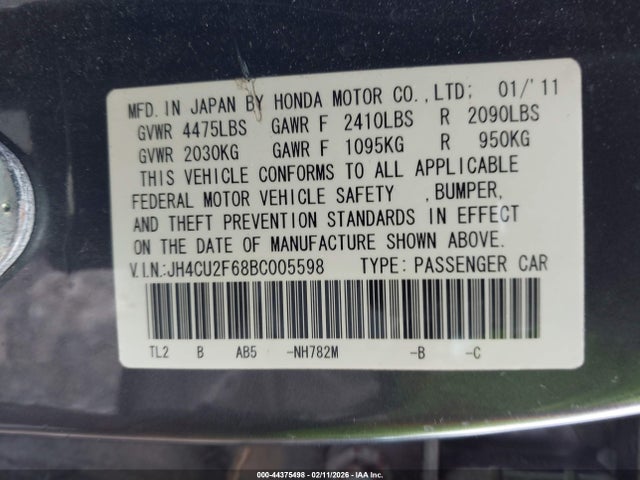 MFD. IN JAPAN BY HONDA MOTOR CO.,LTD; 01/'11
GVWR 4475LBS GAWR F 2410LBS R 2090LBS
GVWR 2030KG GAWR F 1095KG R 950KG
THIS VEHICLE CONFORMS TO ALL APPLICABLE
FEDERAL MOTOR VEHICLE SAFETY ,BUMPER,
AND THEFT PREVENTION STANDARDS IN EFFECT
ON THE DATE OF MANUFACTURE SHOWN ABOVE.
V.I.N:JH4CU2F68BC005598 TYPE: PASSENGER CAR
TL2 B AB5 -NH782M -B -C
000-44375498 - 02/11/2026 - IAA Inc.